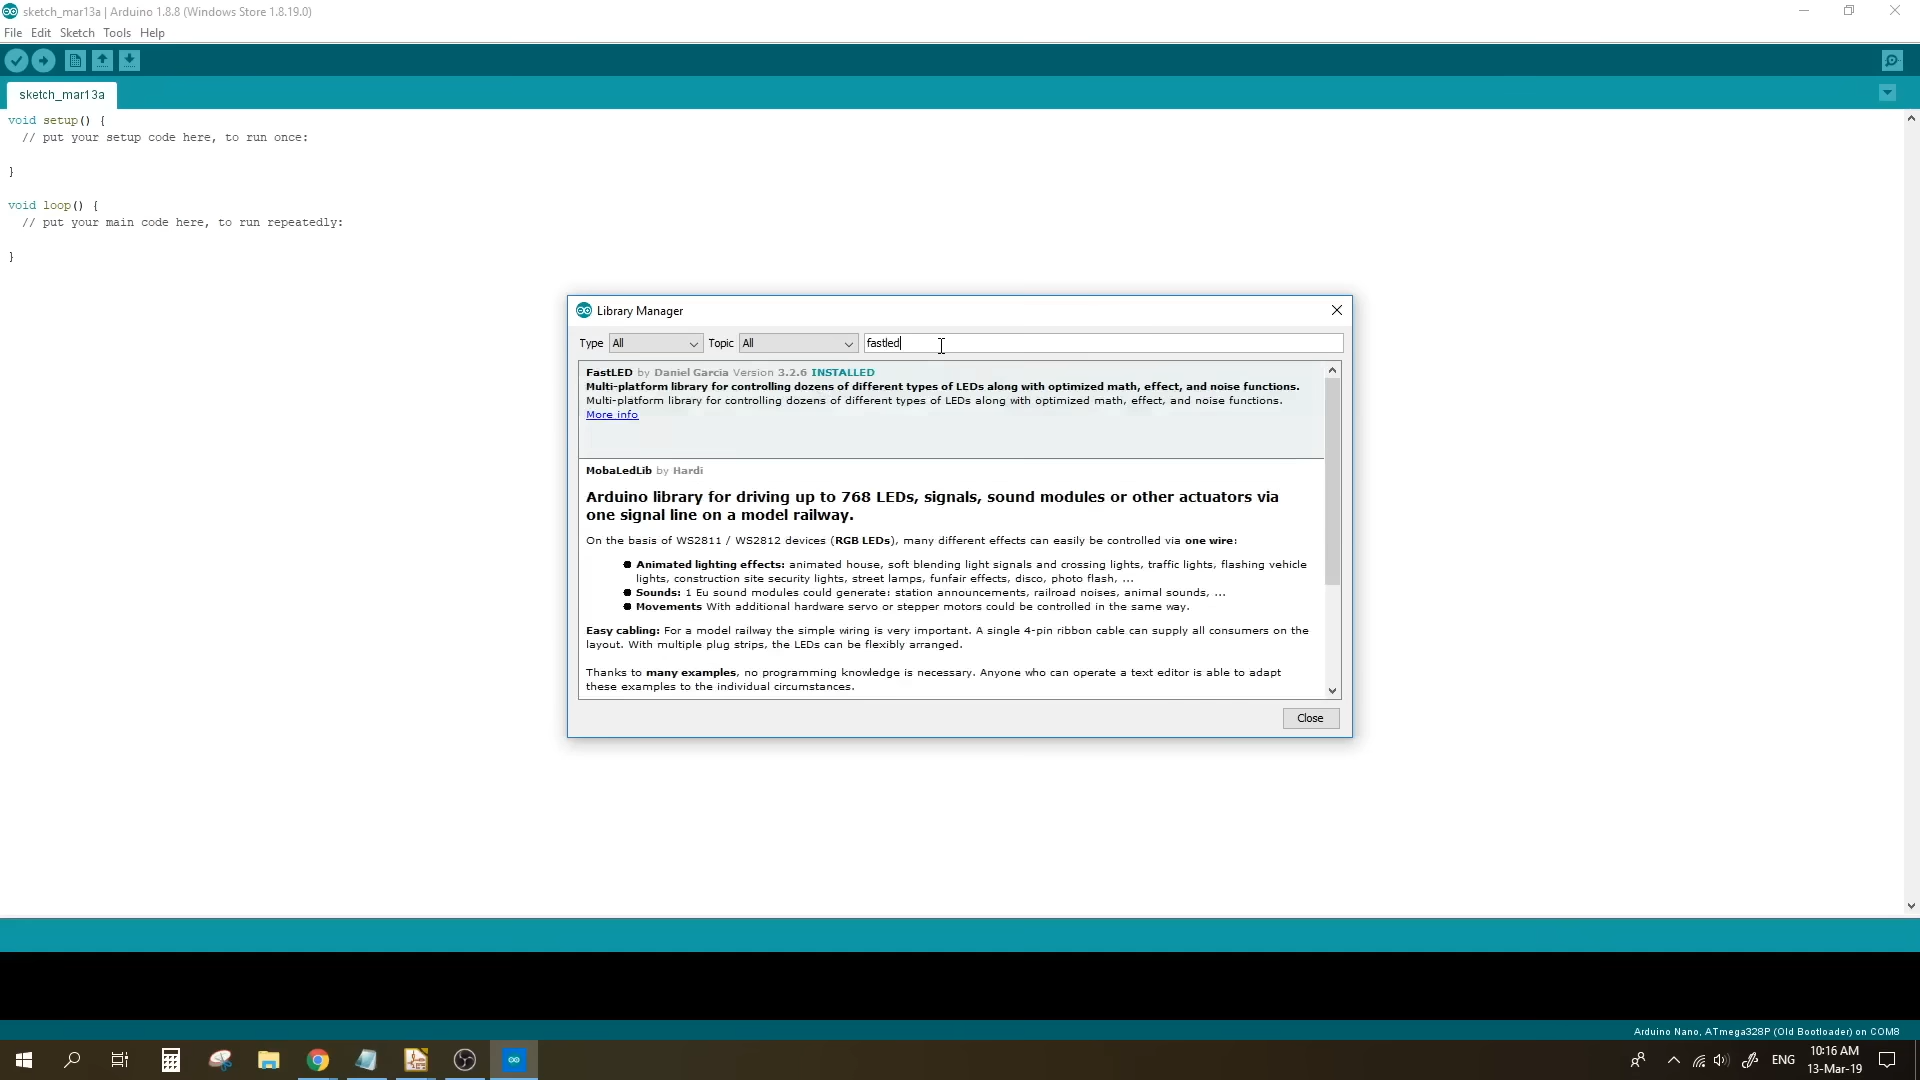 sketch_mar13a | Arduino 1.8.8 (Windows Store 1.8.19.0)
File Edit Sketch Tools Help
sketch_mar13a
void setup() {
// put your setup code here, to run once:
}
void loop() {
// put your main code here, to run repeatedly:
}
Library Manager
Type All Topic All fastled
FastLED by Daniel Garcia Version 3.2.6 INSTALLED
Multi-platform library for controlling dozens of different types of LEDs along with optimized math, effect, and noise functions.
Multi-platform library for controlling dozens of different types of LEDs along with optimized math, effect, and noise functions.
More info
MobaLedLib by Hardi
Arduino library for driving up to 768 LEDs, signals, sound modules or other actuators via
one signal line on a model railway.
On the basis of WS2811 / WS2812 devices (RGB LEDs), many different effects can easily be controlled via one wire:
Animated lighting effects: animated house, soft blending light signals and crossing lights, traffic lights, flashing vehicle
lights, construction site security lights, street lamps, funfair effects, disco, photo flash, ...
Sounds: 1 Eu sound modules could generate: station announcements, railroad noises, animal sounds, ...
Movements With additional hardware servo or stepper motors could be controlled in the same way.
Easy cabling: For a model railway the simple wiring is very important. A single 4-pin ribbon cable can supply all consumers on the
layout. With multiple plug strips, the LEDs can be flexibly arranged.
Thanks to many examples, no programming knowledge is necessary. Anyone who can operate a text editor is able to adapt
these examples to the individual circumstances.
Close
Arduino Nano, ATmega328P (Old Bootloader) on COM8
ENG
10:16 AM
13-Mar-19